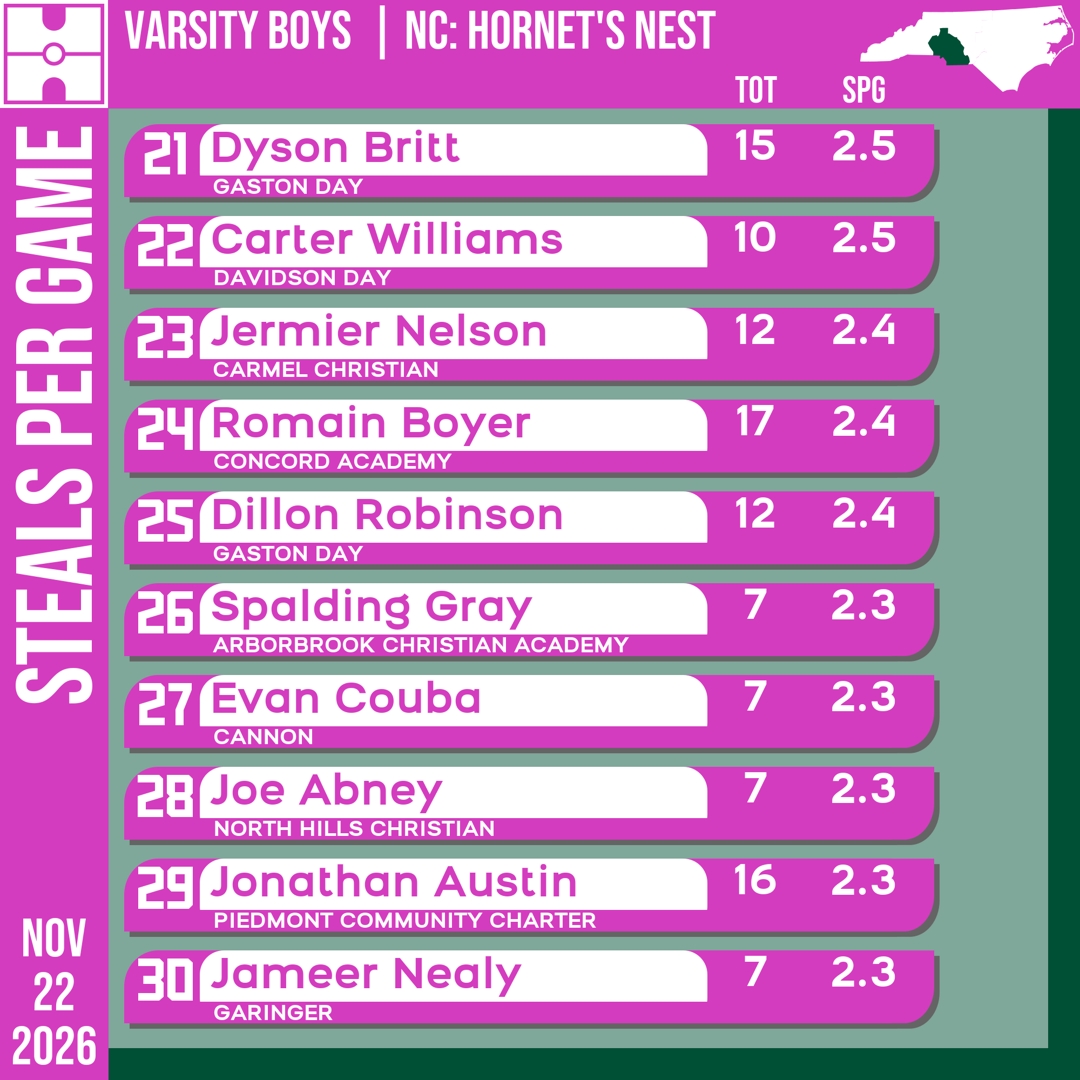 VARSITY BOYS | NC: HORNET'S NEST
TOT SPG
STEALS PER GAME
21 Dyson Britt 15 2.5
GASTON DAY
22 Carter Williams 10 2.5
DAVIDSON DAY
23 Jermier Nelson 12 2.4
CARMEL CHRISTIAN
24 Romain Boyer 17 2.4
CONCORD ACADEMY
25 Dillon Robinson 12 2.4
GASTON DAY
26 Spalding Gray 7 2.3
ARBORBROOK CHRISTIAN ACADEMY
27 Evan Couba 7 2.3
CANNON
28 Joe Abney 7 2.3
NORTH HILLS CHRISTIAN
29 Jonathan Austin 16 2.3
PIEDMONT COMMUNITY CHARTER
30 Jameer Nealy 7 2.3
GARINGER
NOV
22
2026